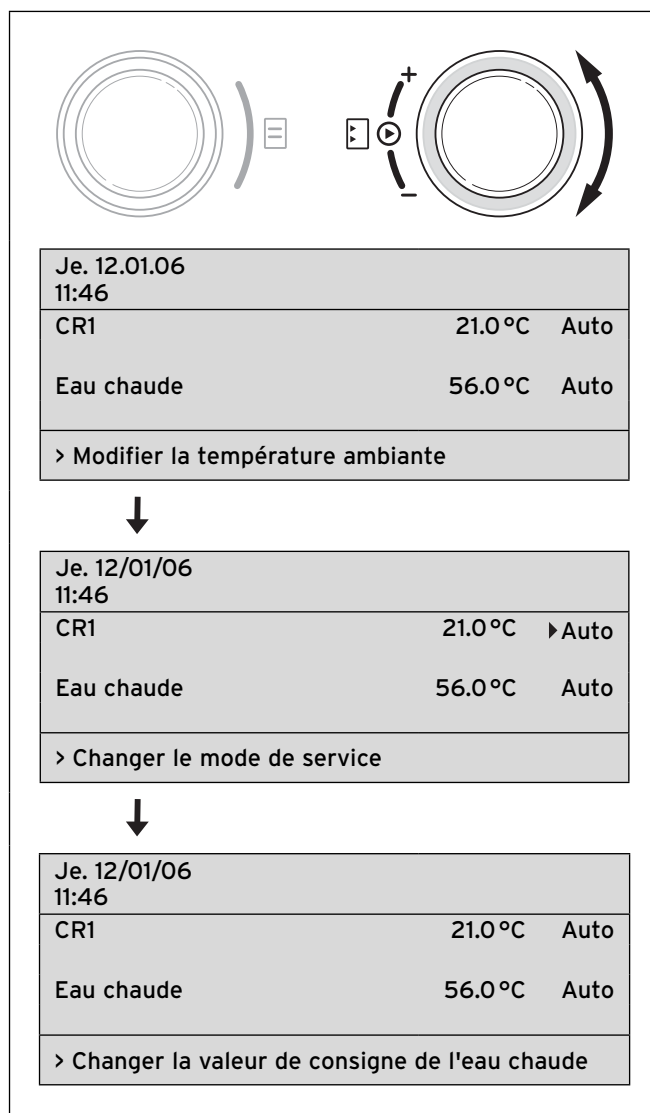 +
−
Je. 12.01.06
11:46
CR1 21.0 °C Auto
Eau chaude 56.0 °C Auto
> Modifier la température ambiante
Je. 12/01/06
11:46
CR1 21.0 °C Auto
Eau chaude 56.0 °C Auto
> Changer le mode de service
Je. 12/01/06
11:46
CR1 21.0 °C Auto
Eau chaude 56.0 °C Auto
> Changer la valeur de consigne de l'eau chaude